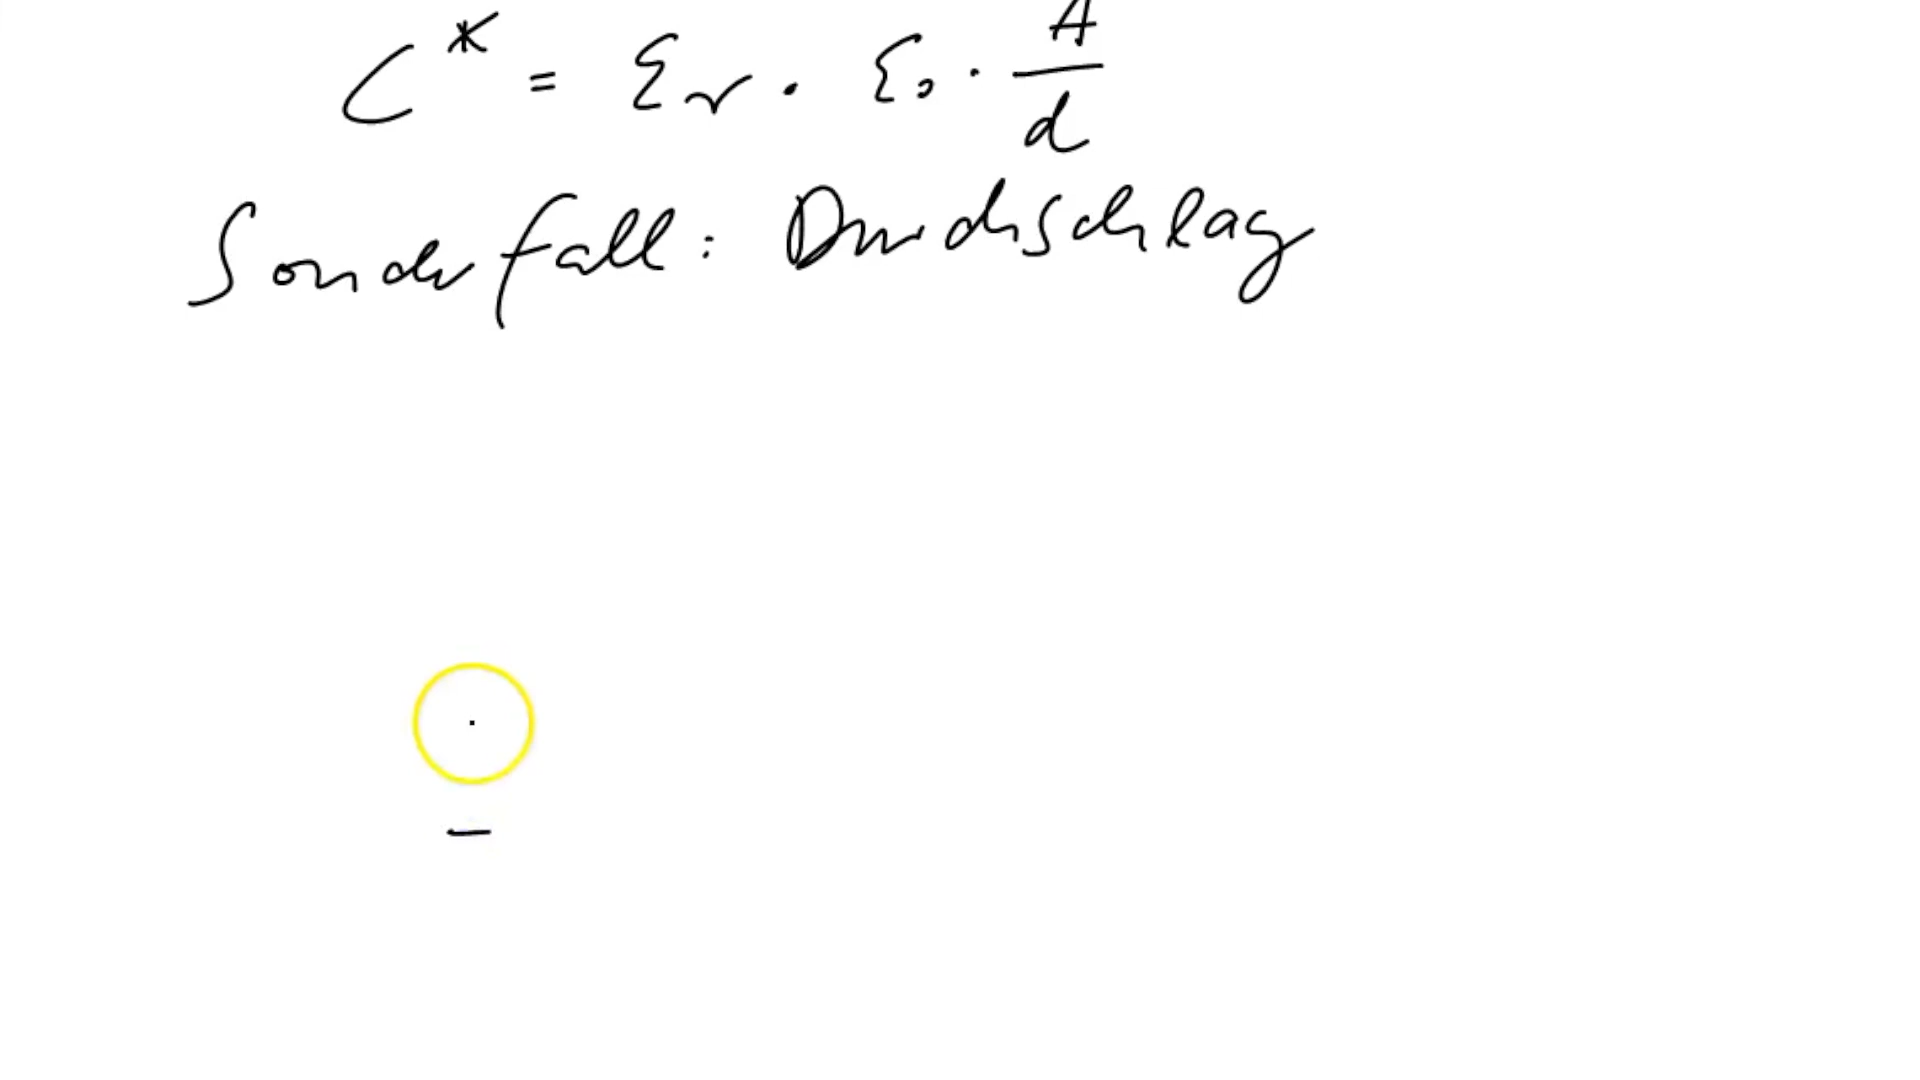 C* = εr · ε₀ · A/d
Sonderfall: Durchschlag